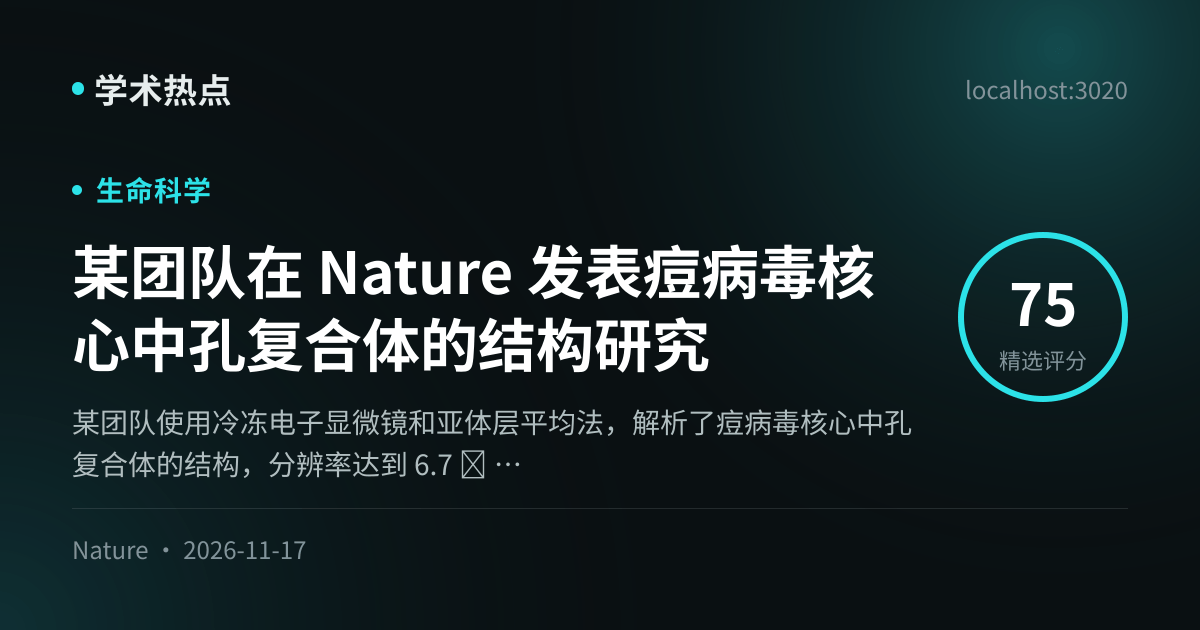 学术热点
localhost:3020
生命科学
某团队在 Nature 发表痘病毒核
心中孔复合体的结构研究
75
精选评分
某团队使用冷冻电子显微镜和亚体层平均法，解析了痘病毒核心中孔
复合体的结构，分辨率达到 6.7 …
Nature · 2026-11-17